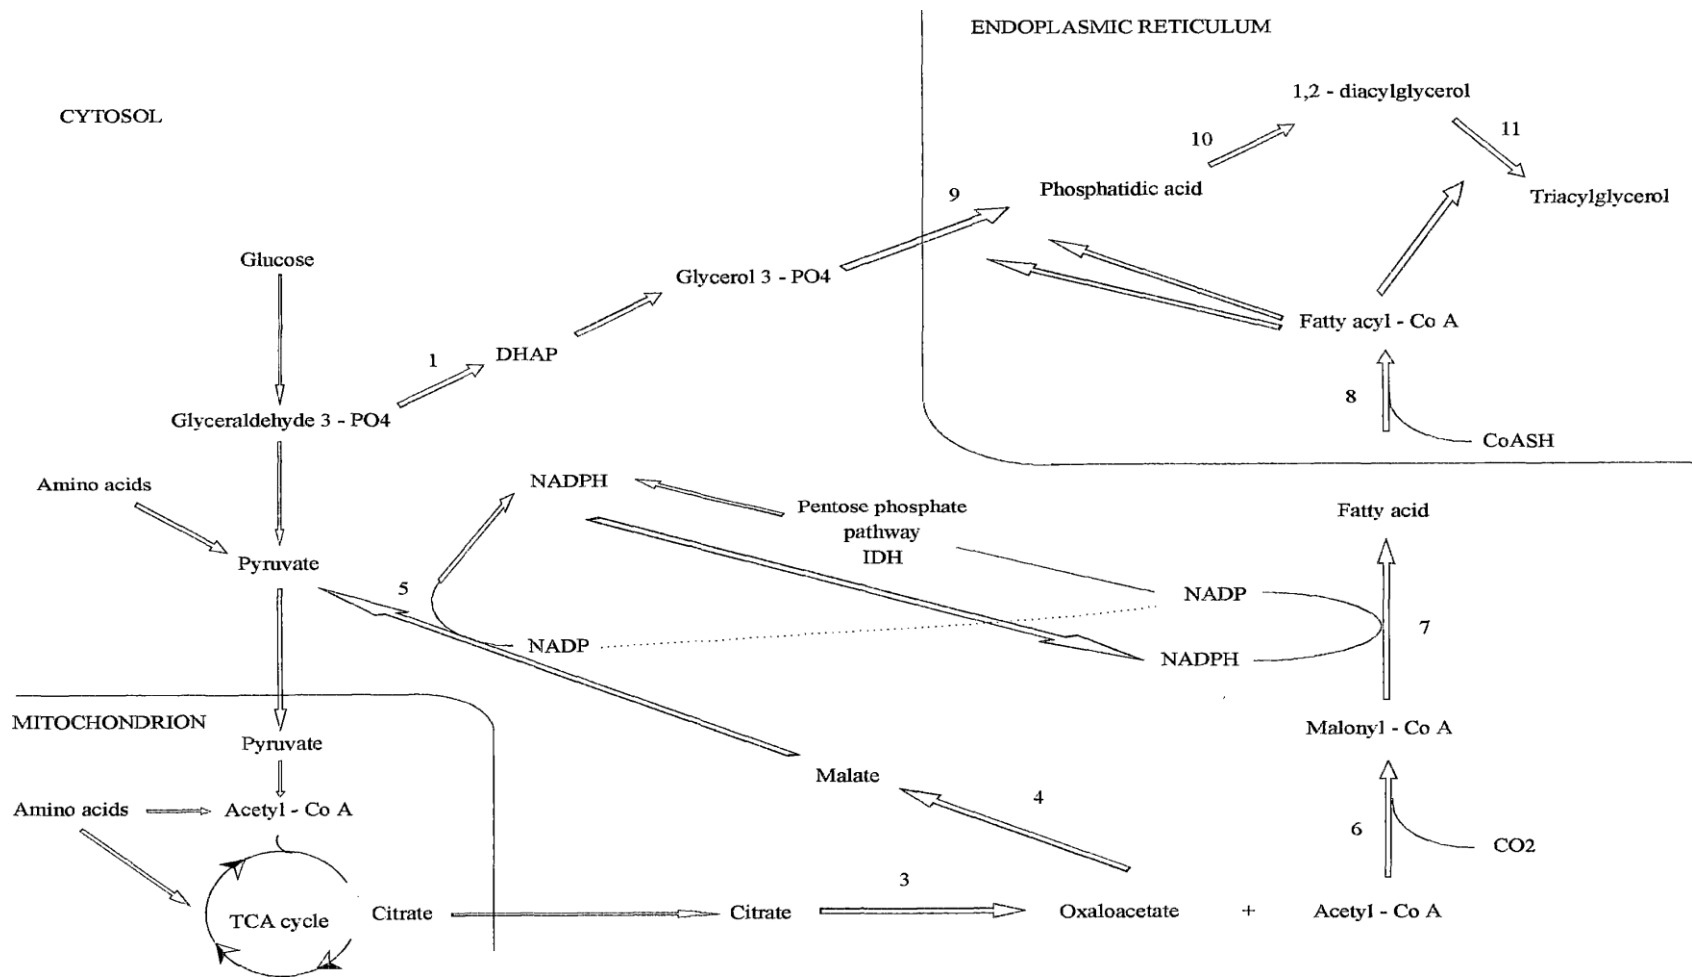 ENDOPLASMIC RETICULUM
1,2 - diacylglycerol
CYTOSOL
10
11
9
Phosphatidic acid
Triacylglycerol
Glucose
Glycerol 3 - PO4
Fatty acyl - Co A
1
DHAP
8
Glyceraldehyde 3 - PO4
CoASH
Amino acids
NADPH
Pentose phosphate
pathway
IDH
Fatty acid
Pyruvate
5
NADP
7
NADP
NADPH
MITOCHONDRION
Pyruvate
Malonyl - Co A
Malate
4
Amino acids
Acetyl - Co A
6
CO2
3
TCA cycle
Citrate
Citrate
Oxaloacetate
+
Acetyl - Co A